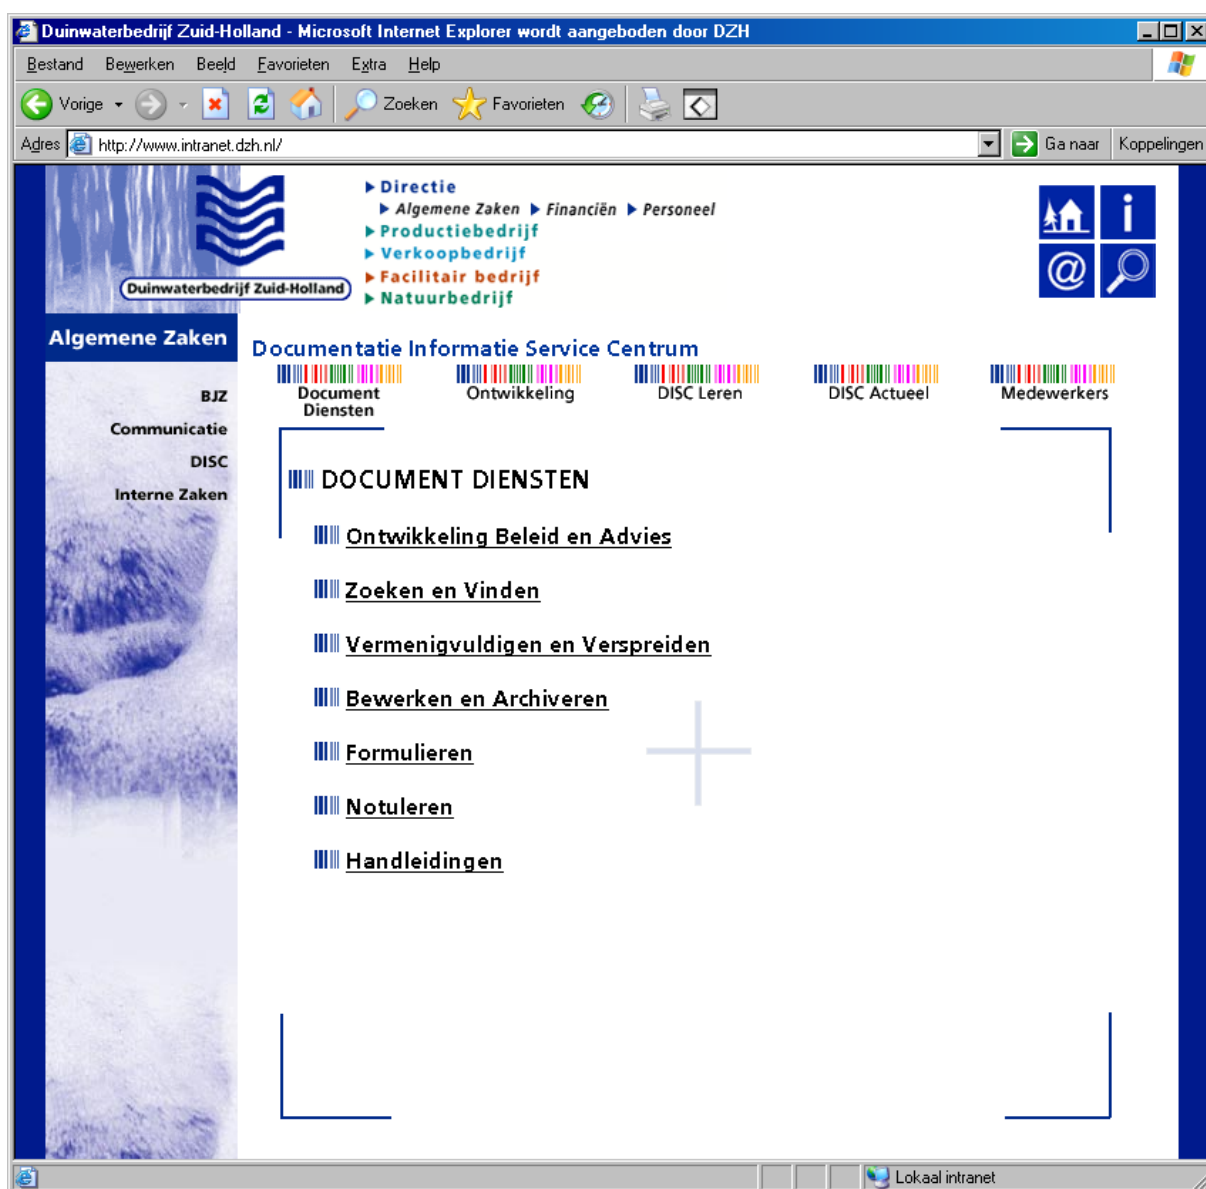 Duinwaterbedrijf Zuid-Holland - Microsoft Internet Explorer wordt aangeboden door DZH
Bestand Bewerken Beeld Favorieten Extra Help
Vorige Zoeken Favorieten
Adres http://www.intranet.dzh.nl/ Ga naar Koppelingen
Directie
Algemene Zaken Financiën Personeel
Productiebedrijf
Verkoopbedrijf
Facilitair bedrijf
Natuurbedrijf
Duinwaterbedrijf Zuid-Holland
i
@
Algemene Zaken
BJZ
Communicatie
DISC
Interne Zaken
Documentatie Informatie Service Centrum
Document Diensten
Ontwikkeling
DISC Leren
DISC Actueel
Medewerkers
DOCUMENT DIENSTEN
Ontwikkeling Beleid en Advies
Zoeken en Vinden
Vermenigvuldigen en Verspreiden
Bewerken en Archiveren
Formulieren
Notuleren
Handleidingen
Lokaal intranet